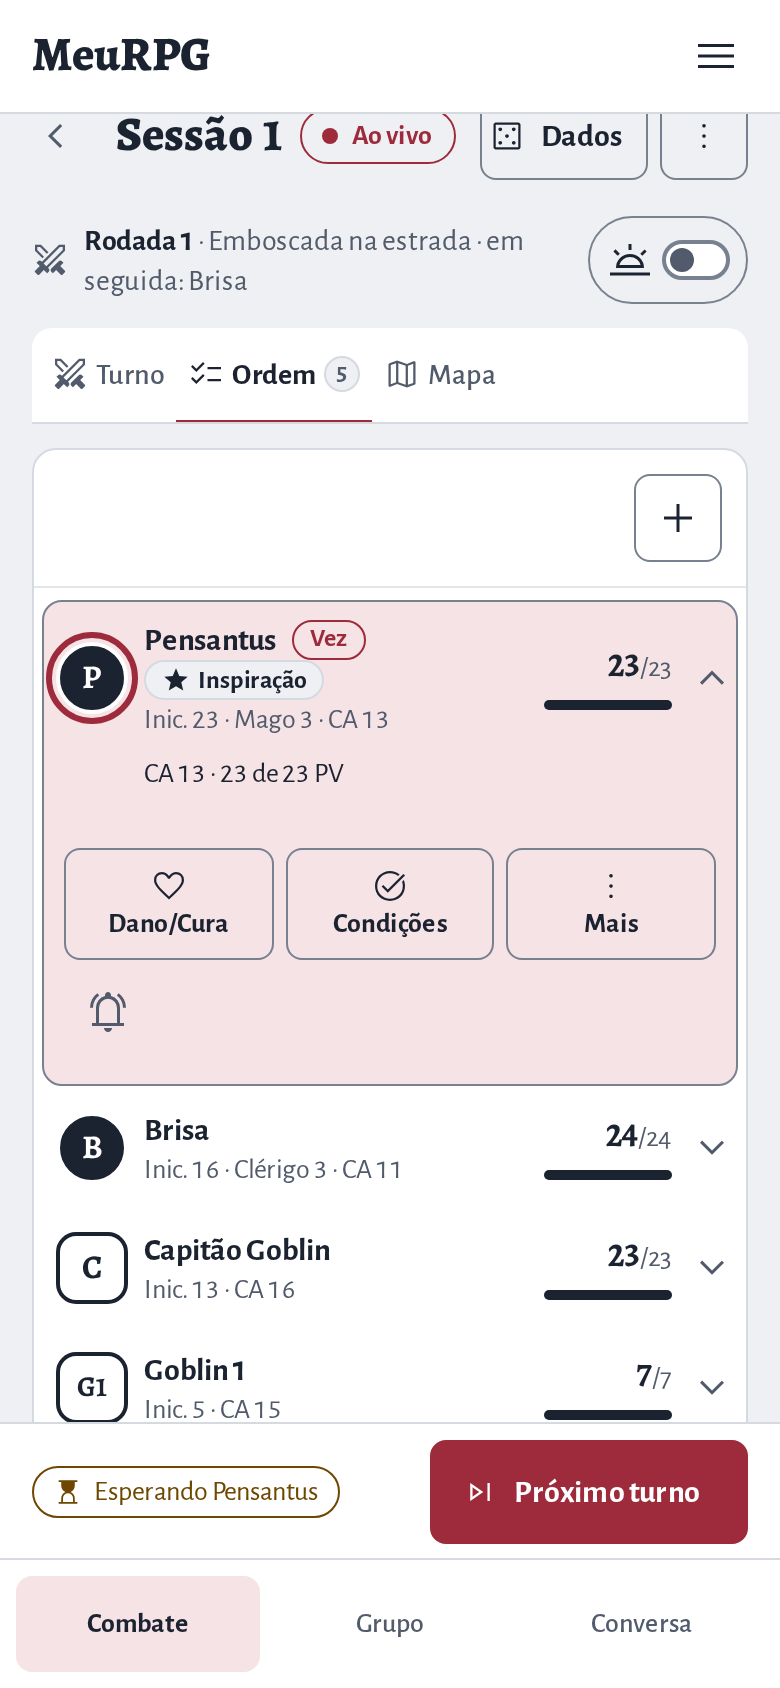 MeuRPG
Sessão 1
Ao vivo
Dados
Rodada 1 · Emboscada na estrada · em
seguida: Brisa
Turno
Ordem 5
Mapa
Pensantus
Vez
P
Inspiração
23/23
Inic. 23 · Mago 3 · CA 13
CA 13 · 23 de 23 PV
Dano/Cura
Condições
Mais
B
Brisa
24/24
Inic. 16 · Clérigo 3 · CA 11
C
Capitão Goblin
23/23
Inic. 13 · CA 16
G1
Goblin 1
7/7
Inic. 5 · CA 15
Esperando Pensantus
Próximo turno
Combate
Grupo
Conversa